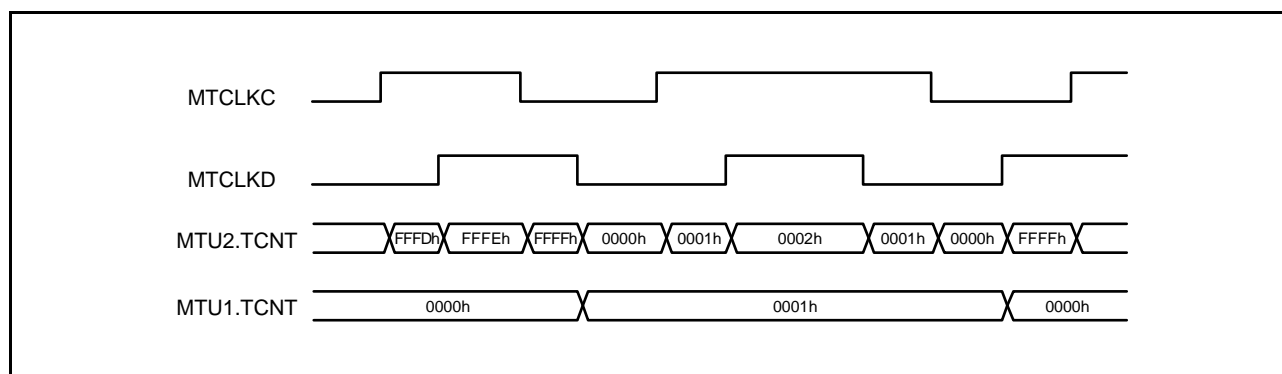 MTCLKC
MTCLKD
MTU2.TCNT FFFDh FFFEh FFFFh 0000h 0001h 0002h 0001h 0000h FFFFh
MTU1.TCNT 0000h 0001h 0000h